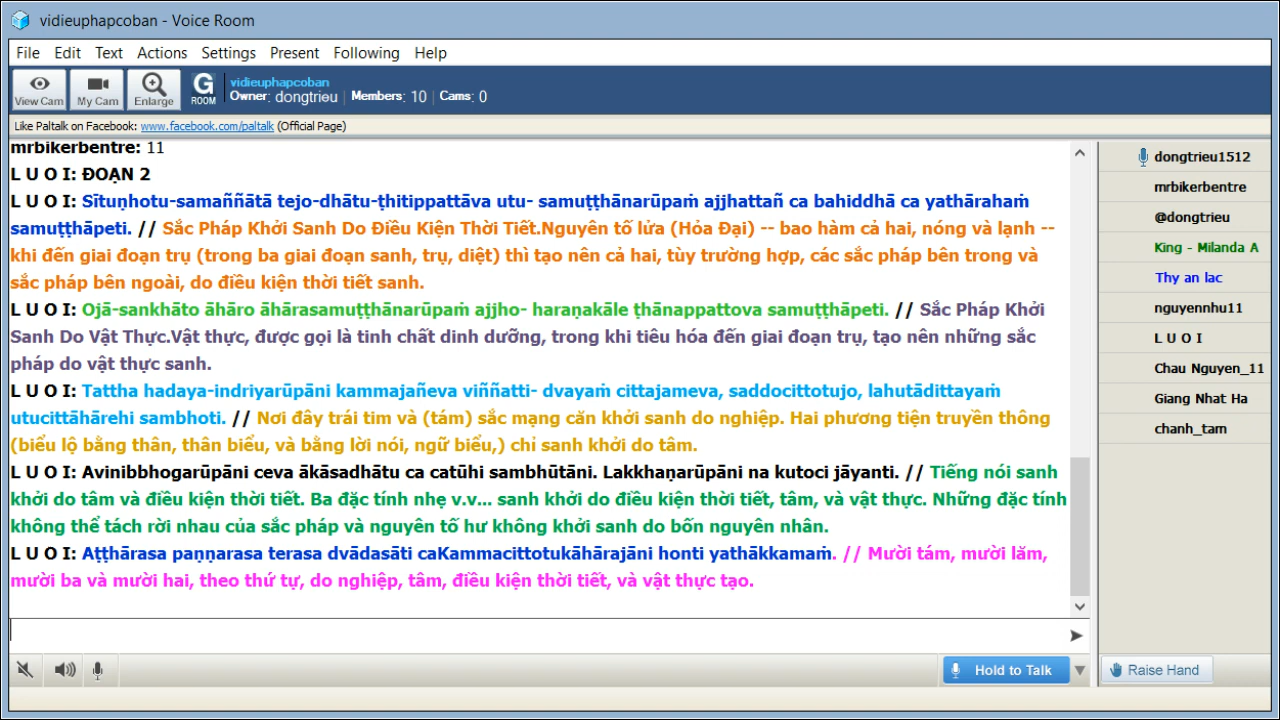 vidieuphapcoban - Voice Room
File Edit Text Actions Settings Present Following Help
View Cam
My Cam
Enlarge
G
ROOM
vidieuphapcoban
Owner: dongtrieu | Members: 10 | Cams: 0
Like Paltalk on Facebook: www.facebook.com/paltalk (Official Page)
mrbikerbentre: 11
L U O I: ĐOẠN 2
L U O I: Sītuṇhotu-samaññātā tejo-dhātu-ṭhitippattāva utu- samuṭṭhānarūpaṁ ajjhattañ ca bahiddhā ca yathārahaṁ
samuṭṭhāpeti. // Sắc Pháp Khởi Sanh Do Điều Kiện Thời Tiết.Nguyên tố lửa (Hỏa Đại) -- bao hàm cả hai, nóng và lạnh --
khi đến giai đoạn trụ (trong ba giai đoạn sanh, trụ, diệt) thì tạo nên cả hai, tùy trường hợp, các sắc pháp bên trong và
sắc pháp bên ngoài, do điều kiện thời tiết sanh.
L U O I: Ojā-sankhāto āhāro āhārasamuṭṭhānarūpaṁ ajjho- haraṇakāle ṭhānappattova samuṭṭhāpeti. // Sắc Pháp Khởi
Sanh Do Vật Thực.Vật thực, được gọi là tinh chất dinh dưỡng, trong khi tiêu hóa đến giai đoạn trụ, tạo nên những sắc
pháp do vật thực sanh.
L U O I: Tattha hadaya-indriyarūpāni kammajañeva viññatti- dvayaṁ cittajameva, saddocittotujo, lahutādittayaṁ
utucittāhārehi sambhoti. // Nơi đây trái tim và (tám) sắc mạng căn khởi sanh do nghiệp. Hai phương tiện truyền thông
(biểu lộ bằng thân, thân biểu, và bằng lời nói, ngữ biểu,) chỉ sanh khởi do tâm.
L U O I: Avinibbhogarūpāni ceva ākāsadhātu ca catūhi sambhūtāni. Lakkhaṇarūpāni na kutoci jāyanti. // Tiếng nói sanh
khởi do tâm và điều kiện thời tiết. Ba đặc tính nhẹ v.v... sanh khởi do điều kiện thời tiết, tâm, và vật thực. Những đặc tính
không thể tách rời nhau của sắc pháp và nguyên tố hư không khởi sanh do bốn nguyên nhân.
L U O I: Aṭṭhārasa paṇṇarasa terasa dvādasāti caKammacittotukāhārajāni honti yathākkamaṁ. // Mười tám, mười lăm,
mười ba và mười hai, theo thứ tự, do nghiệp, tâm, điều kiện thời tiết, và vật thực tạo.
dongtrieu1512
mrbikerbentre
@dongtrieu
King - Milanda A
Thy an lac
nguyennhu11
L U O I
Chau Nguyen_11
Giang Nhat Ha
chanh_tam
Hold to Talk
Raise Hand